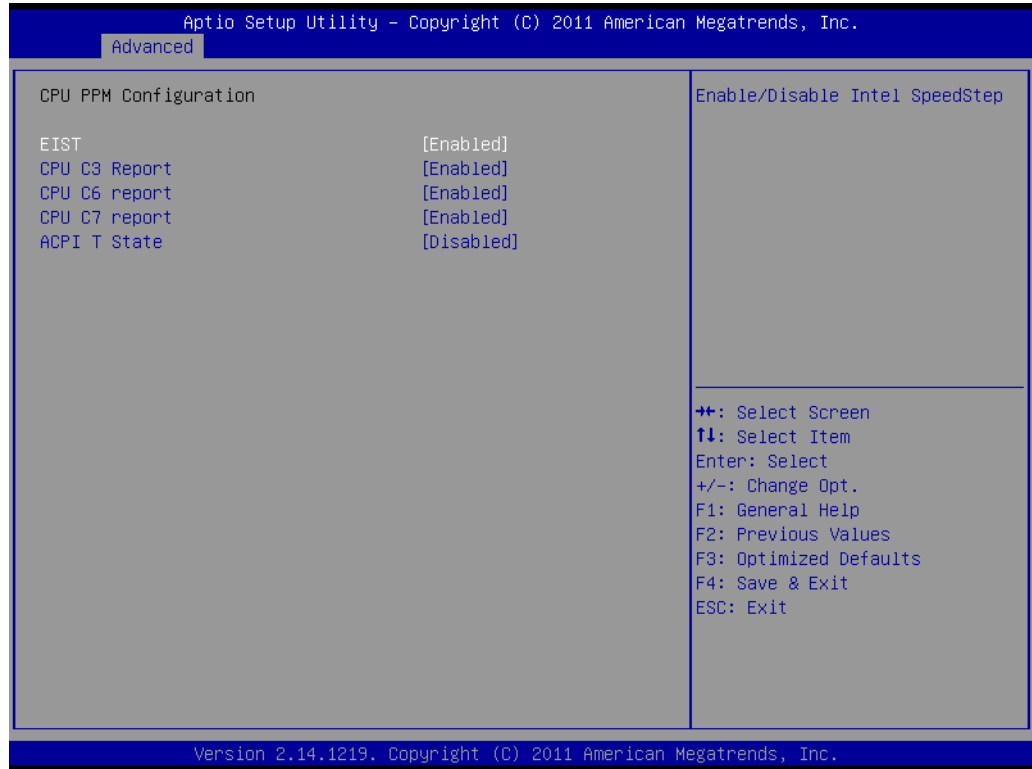 Aptio Setup Utility – Copyright (C) 2011 American Megatrends, Inc.
Advanced
CPU PPM Configuration
EIST [Enabled]
CPU C3 Report [Enabled]
CPU C6 report [Enabled]
CPU C7 report [Enabled]
ACPI T State [Disabled]
Enable/Disable Intel SpeedStep
→←: Select Screen
↑↓: Select Item
Enter: Select
+/-: Change Opt.
F1: General Help
F2: Previous Values
F3: Optimized Defaults
F4: Save & Exit
ESC: Exit
Version 2.14.1219. Copyright (C) 2011 American Megatrends, Inc.